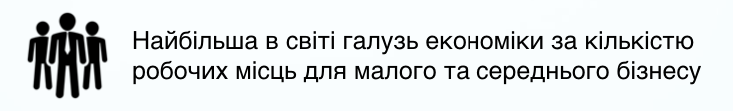 Найбільша в світі галузь економіки за кількістю
робочих місць для малого та середнього бізнесу